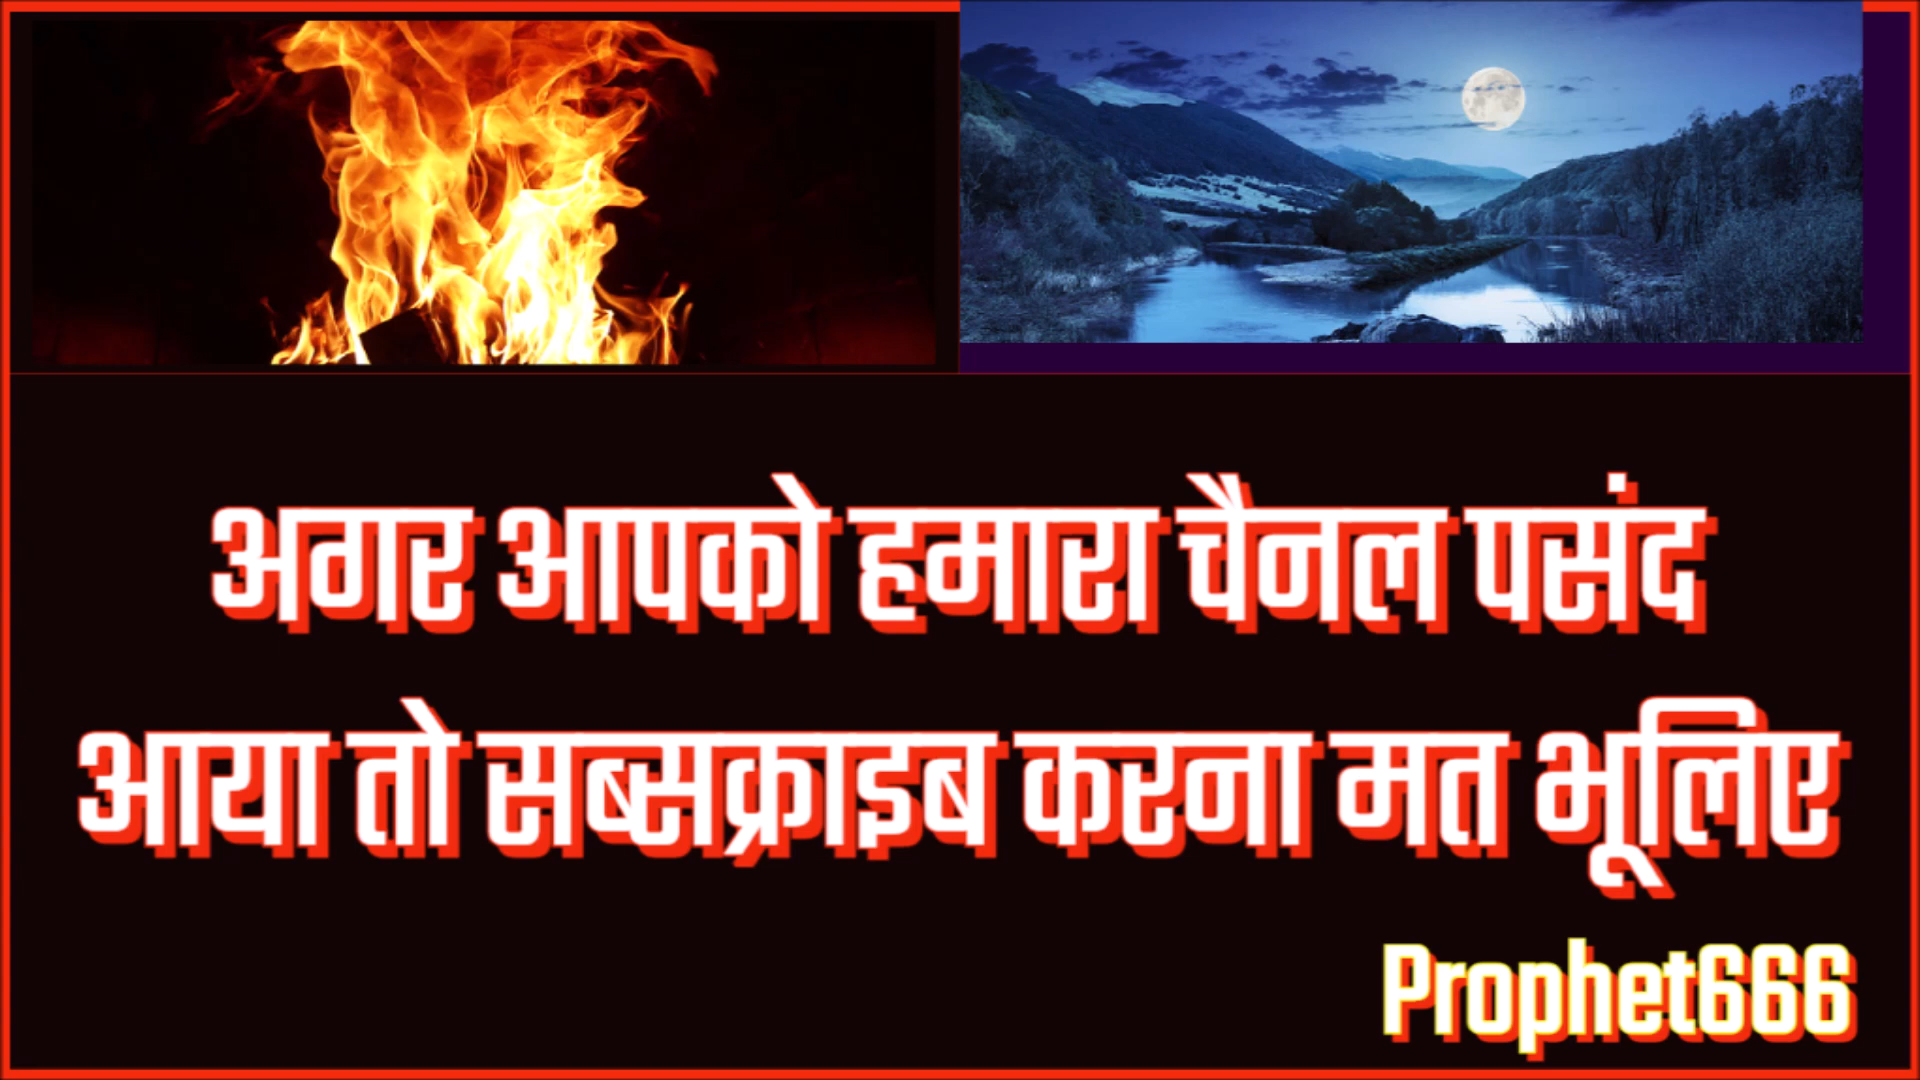 अगर आपको हमारा चैनल पसंद
आया तो सब्सक्राइब करना मत भूलिए
Prophet666